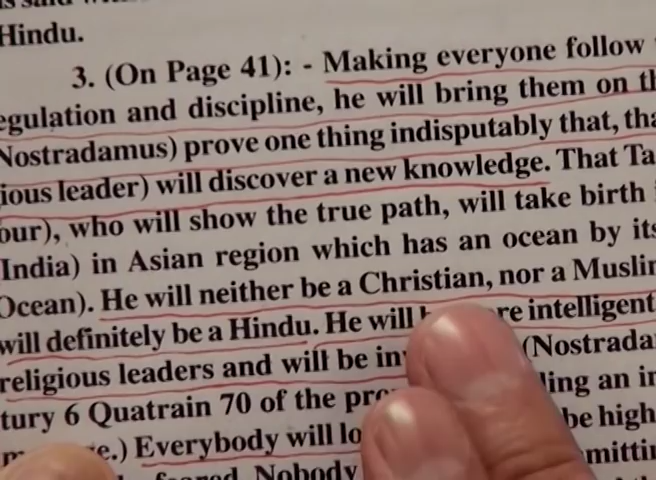 Hindu.
3. (On Page 41): - Making everyone follow
egulation and discipline, he will bring them on th
Nostradamus) prove one thing indisputably that, tha
ious leader) will discover a new knowledge. That Ta
our), who will show the true path, will take birth
India) in Asian region which has an ocean by its
Ocean). He will neither be a Christian, nor a Muslim
will definitely be a Hindu. He will re intelligent
religious leaders and will be in (Nostrada
tury 6 Quatrain 70 of the pro ling an in
e.) Everybody will lo be high
feared Nobody mittin